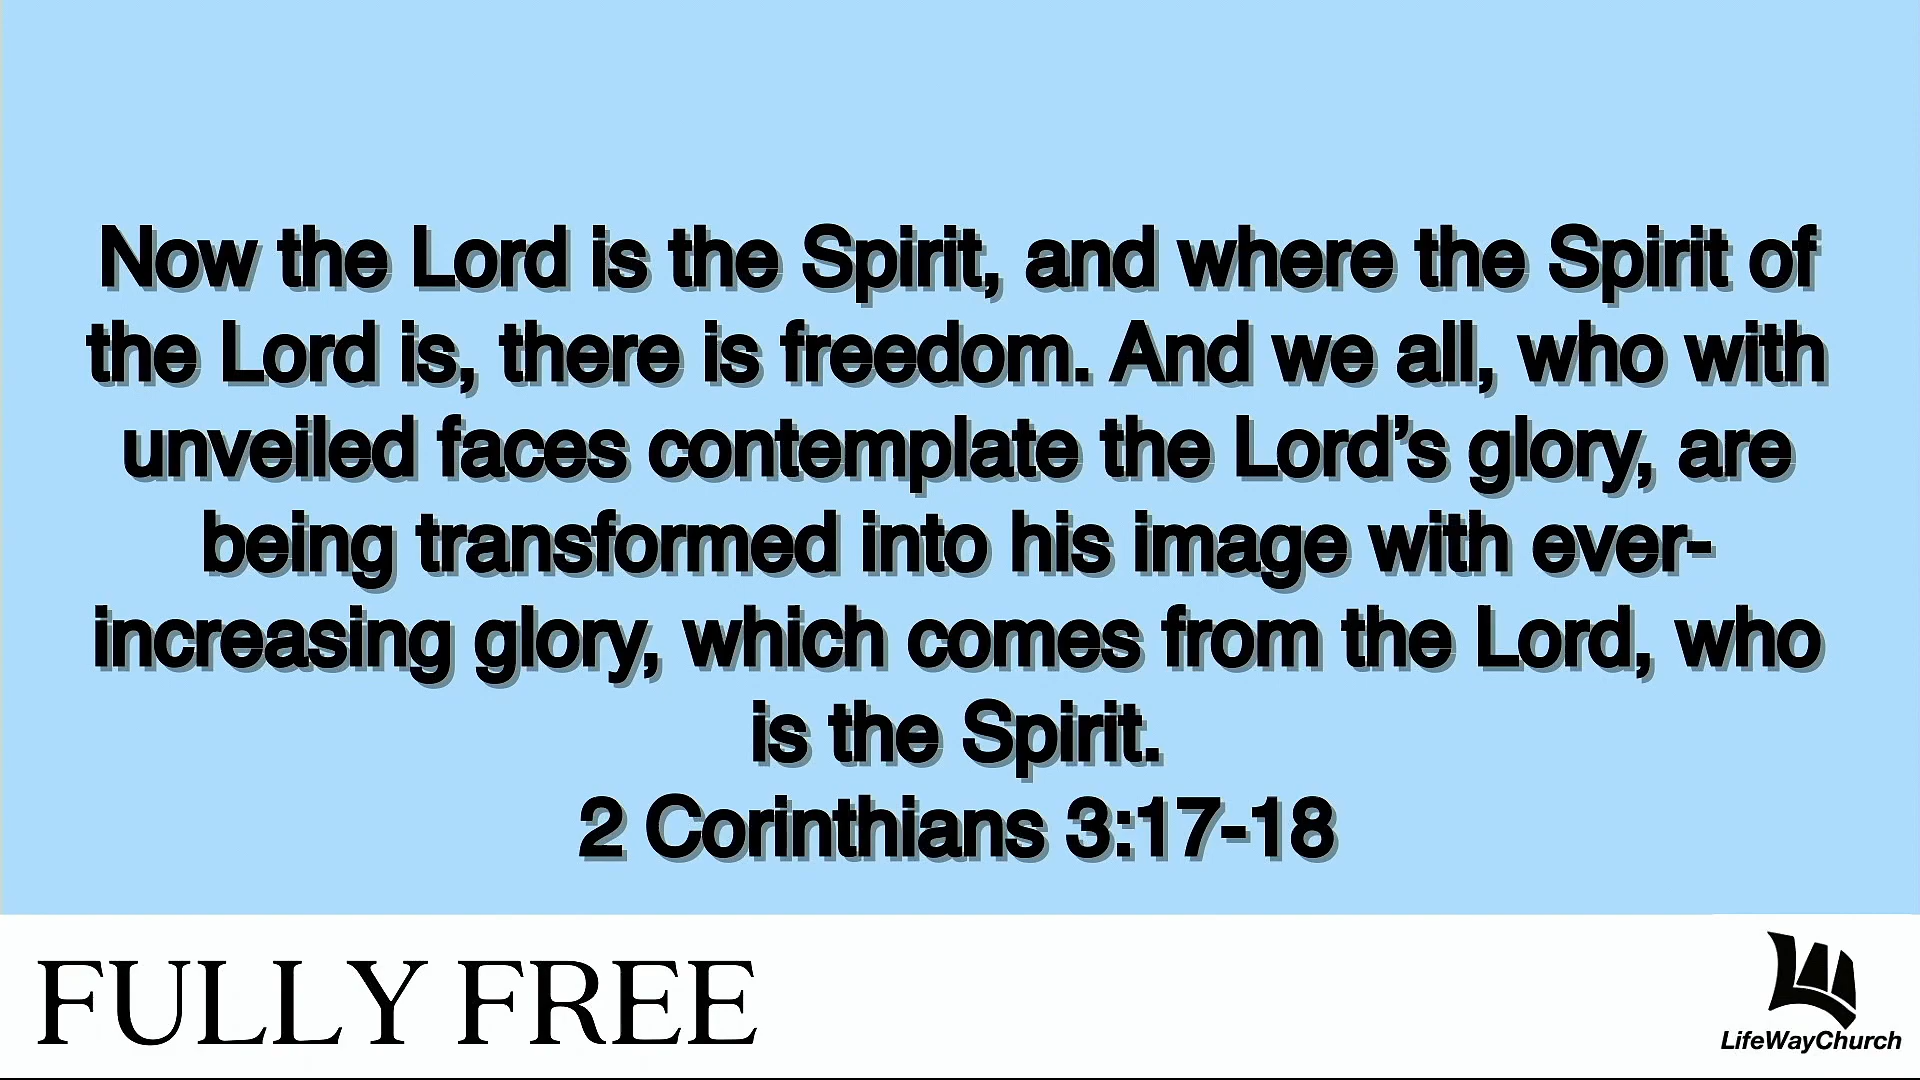 Now the Lord is the Spirit, and where the Spirit of
the Lord is, there is freedom. And we all, who with
unveiled faces contemplate the Lord’s glory, are
being transformed into his image with ever-
increasing glory, which comes from the Lord, who
is the Spirit.
2 Corinthians 3:17-18
FULLY FREE
LifeWayChurch